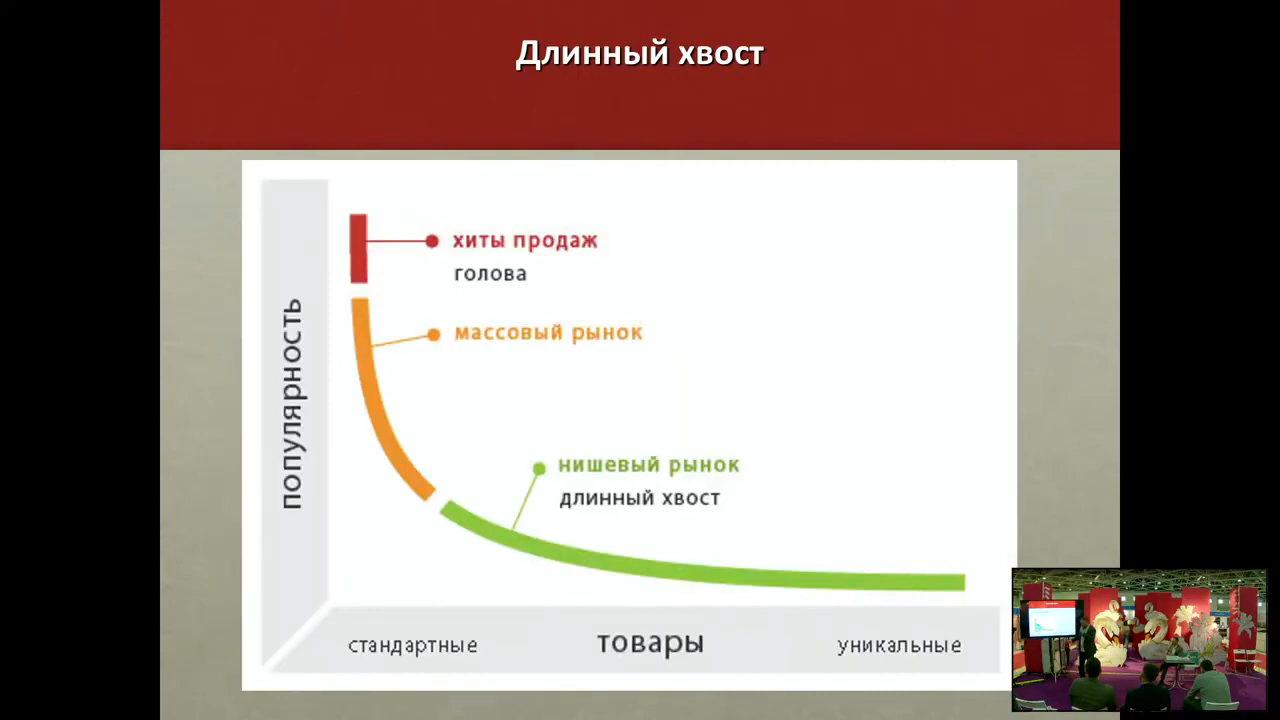 Длинный хвост
хиты продаж
голова
массовый рынок
популярность
нишевый рынок
длинный хвост
стандартные
товары
уникальные